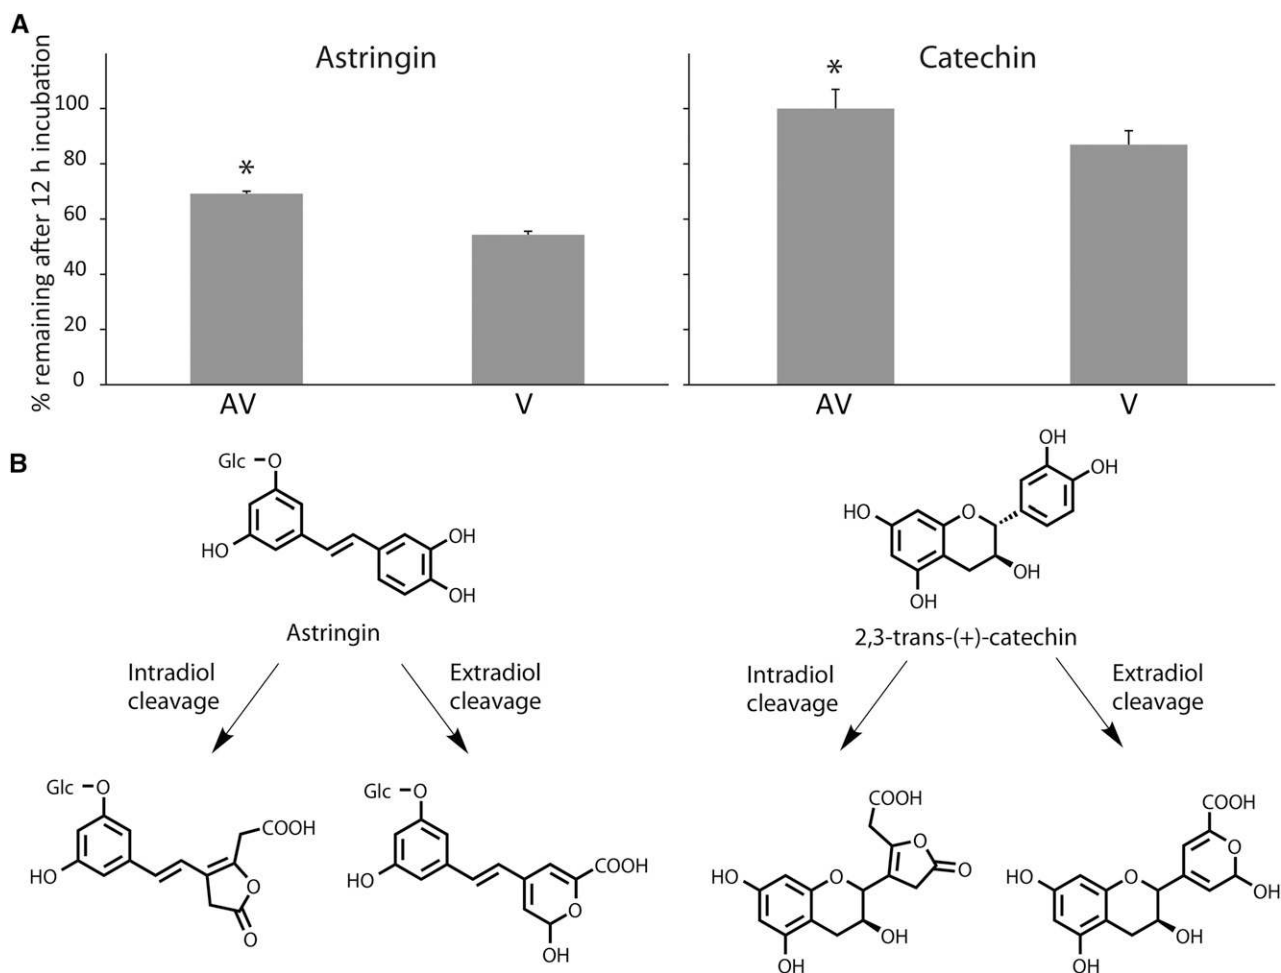 A
% remaining after 12 h incubation
Astringin
Catechin
100
80
60
40
20
0
*
*
AV
V
AV
V
B
Glc
O
HO
OH
OH
Astringin
Intradiol
cleavage
Extradiol
cleavage
OH
OH
HO
O
OH
OH
2,3-trans-(+)-catechin
Intradiol
cleavage
Extradiol
cleavage
Glc
O
HO
COOH
O
O
Glc
O
HO
COOH
O
OH
COOH
O
O
HO
O
OH
OH
COOH
O
OH
HO
O
OH
OH